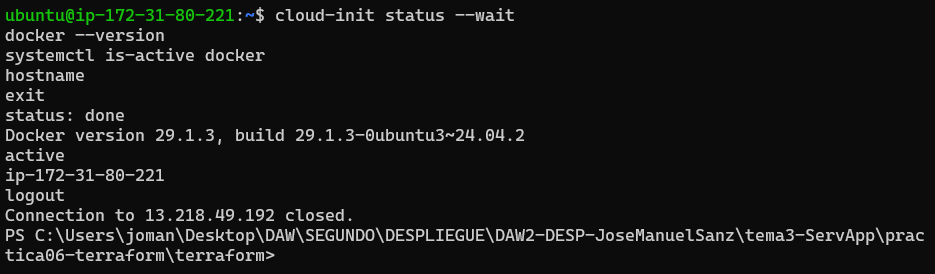 ubuntu@ip-172-31-80-221:~$ cloud-init status --wait
docker --version
systemctl is-active docker
hostname
exit
status: done
Docker version 29.1.3, build 29.1.3-0ubuntu3~24.04.2
active
ip-172-31-80-221
logout
Connection to 13.218.49.192 closed.
PS C:\Users\joman\Desktop\DAW\SEGUNDO\DESPLIEGUE\DAW2-DESP-JoseManuelSanz\tema3-ServApp\prac
tica06-terraform\terraform>